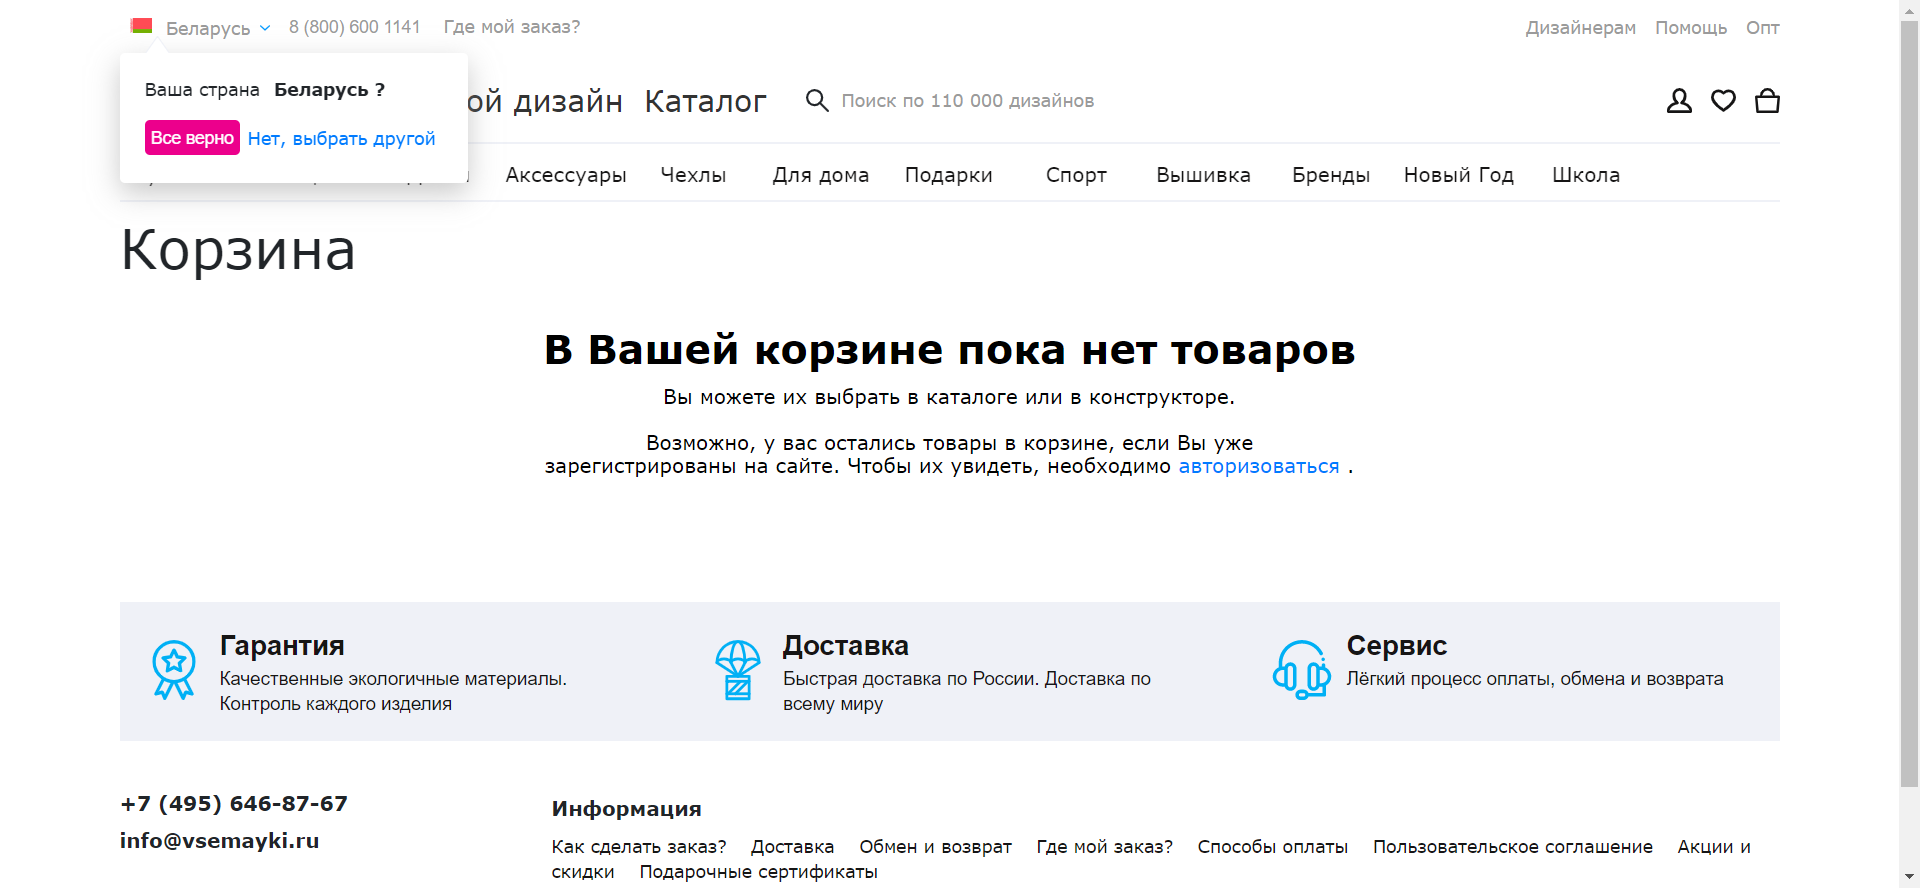 Беларусь 8 (800) 600 1141 Где мой заказ? Дизайнерам Помощь Опт
Ваша страна Беларусь ?
Все верно Нет, выбрать другой
дизайн Каталог Поиск по 110 000 дизайнов
Аксессуары Чехлы Для дома Подарки Спорт Вышивка Бренды Новый Год Школа
Корзина
В Вашей корзине пока нет товаров
Вы можете их выбрать в каталоге или в конструкторе.
Возможно, у вас остались товары в корзине, если Вы уже
зарегистрированы на сайте. Чтобы их увидеть, необходимо авторизоваться .
Гарантия
Качественные экологичные материалы.
Контроль каждого изделия
Доставка
Быстрая доставка по России. Доставка по
всему миру
Сервис
Лёгкий процесс оплаты, обмена и возврата
+7 (495) 646-87-67
info@vsemayki.ru
Информация
Как сделать заказ? Доставка Обмен и возврат Где мой заказ? Способы оплаты Пользовательское соглашение Акции и
скидки Подарочные сертификаты